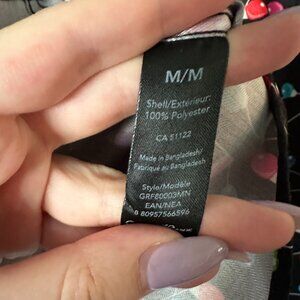 M/M
Shell/Extérieur:
100% Polyester
CA 51122
Made in Bangladesh/
Fabriqué au Bangladesh
Style/Modèle
GRF80003MN
EAN/NEA
8 80957566596